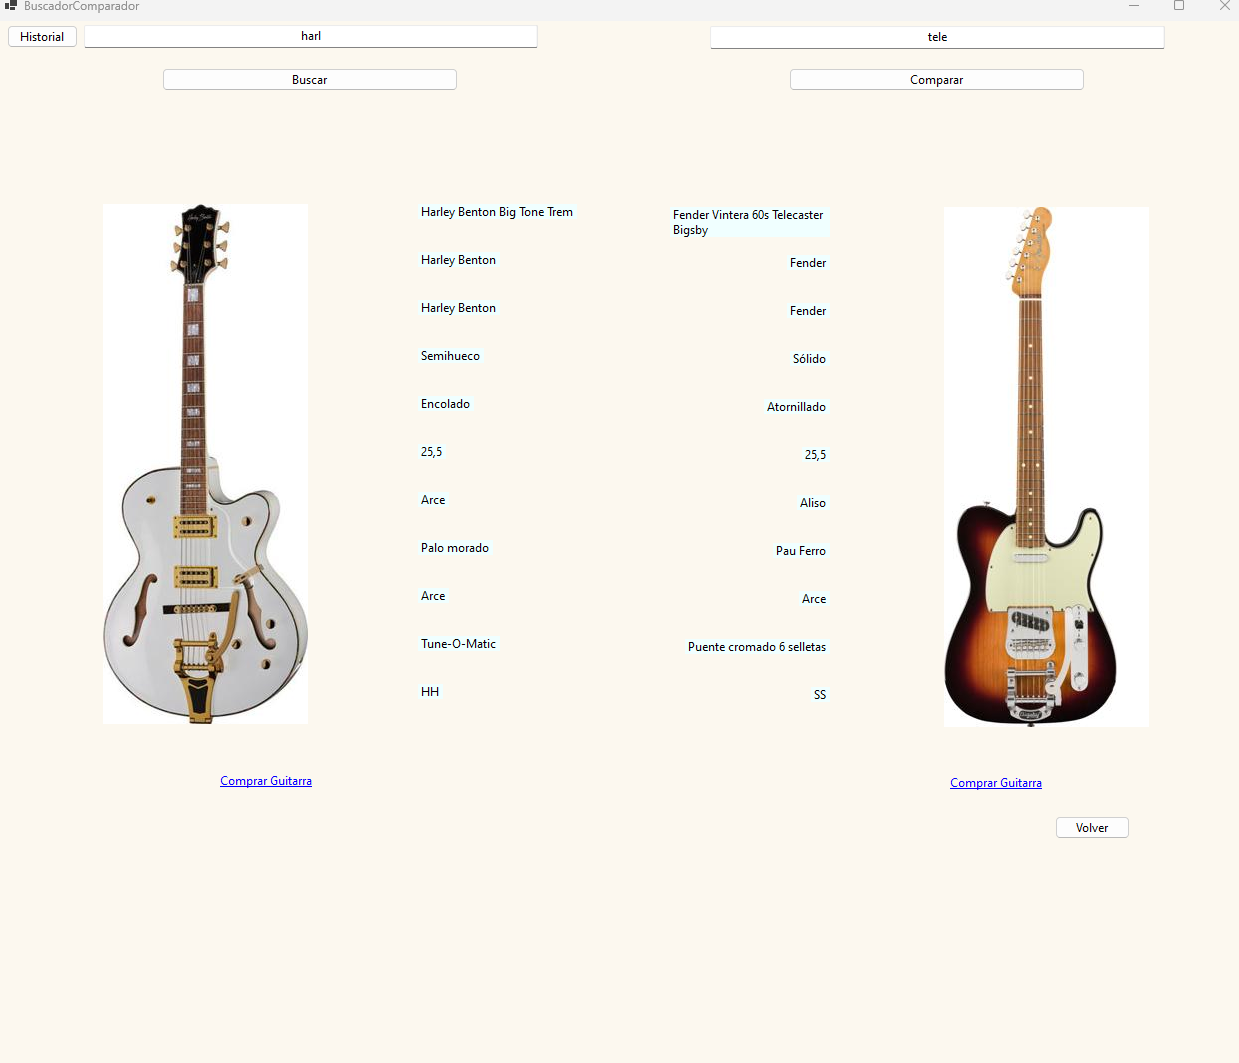 BuscadorComparador
Historial
harl
tele
Buscar
Comparar
Harley Benton Big Tone Trem
Fender Vintera 60s Telecaster
Bigsby
Harley Benton
Fender
Harley Benton
Fender
Semihueco
Sólido
Encolado
Atornillado
25,5
25,5
Arce
Aliso
Palo morado
Pau Ferro
Arce
Arce
Tune-O-Matic
Puente cromado 6 selletas
HH
SS
Comprar Guitarra
Comprar Guitarra
Volver